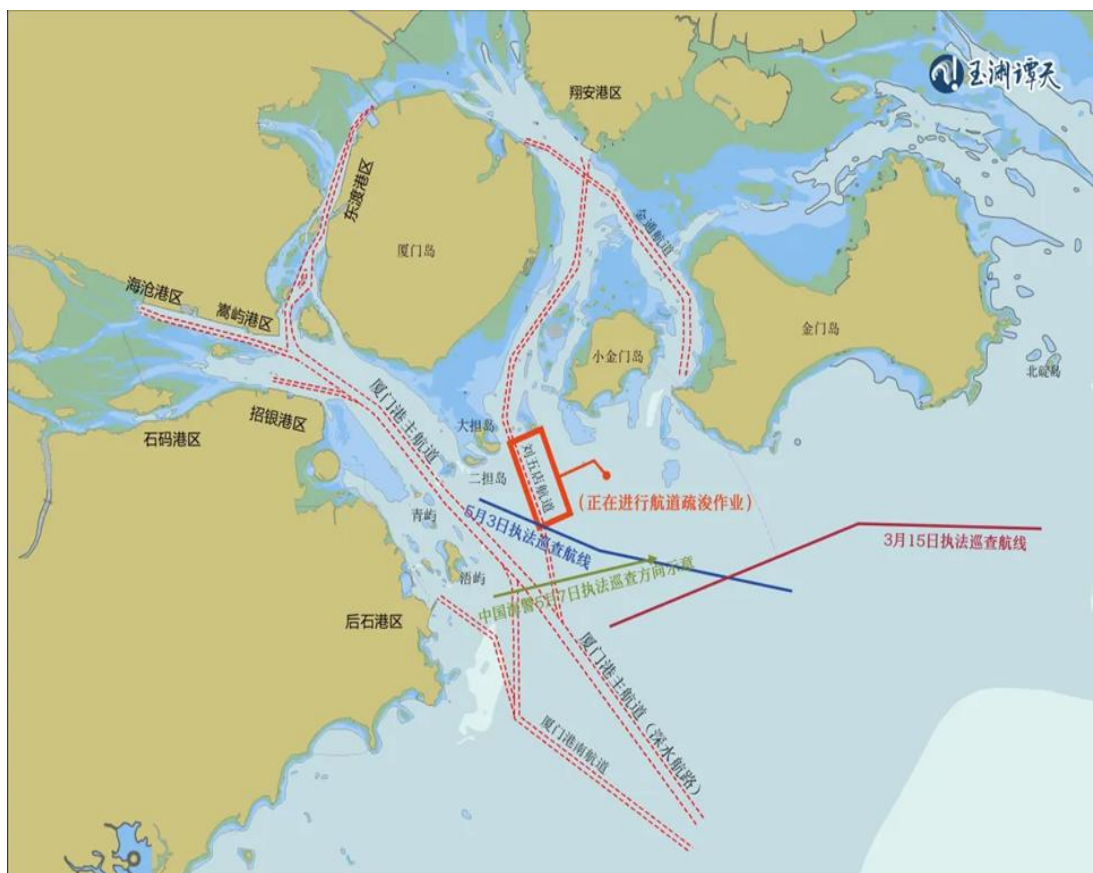 玉渊谭天
翔安港区
东渡港区
金通航道
厦门岛
海沧港区
嵩屿港区
金门岛
小金门岛
北碇岛
厦门港主航道
招银港区
大担岛
石码港区
刘五店航道
二担岛
(正在进行航道疏浚作业)
青屿
5月3日执法巡查航线
3月15日执法巡查航线
浯屿
中国海警5月7日执法巡查方向示意
后石港区
厦门港主航道(深水航路)
厦门港南航道